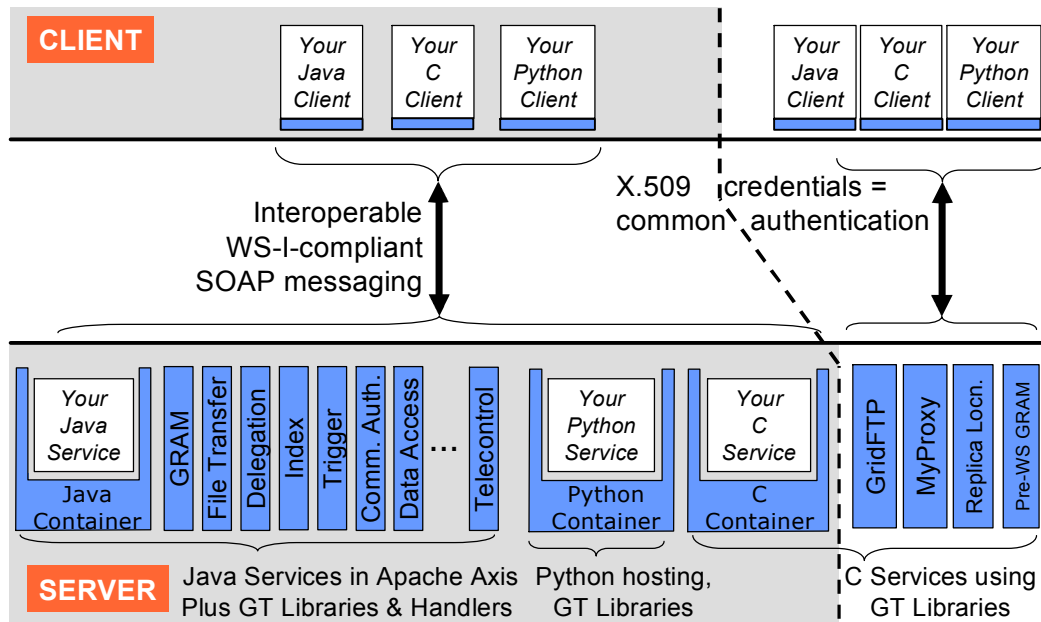 CLIENT
Your
Java
Client
Your
C
Client
Your
Python
Client
Your
Java
Client
Your
C
Client
Your
Python
Client
Interoperable
WS-I-compliant
SOAP messaging
X.509 credentials =
common authentication
Your
Java
Service
Java
Container
GRAM
File Transfer
Delegation
Index
Trigger
Comm. Auth.
Data Access
...
Telecontrol
Your
Python
Service
Python
Container
Your
C
Service
C
Container
GridFTP
MyProxy
Replica Locn.
Pre-WS GRAM
SERVER
Java Services in Apache Axis
Plus GT Libraries & Handlers
Python hosting,
GT Libraries
C Services using
GT Libraries